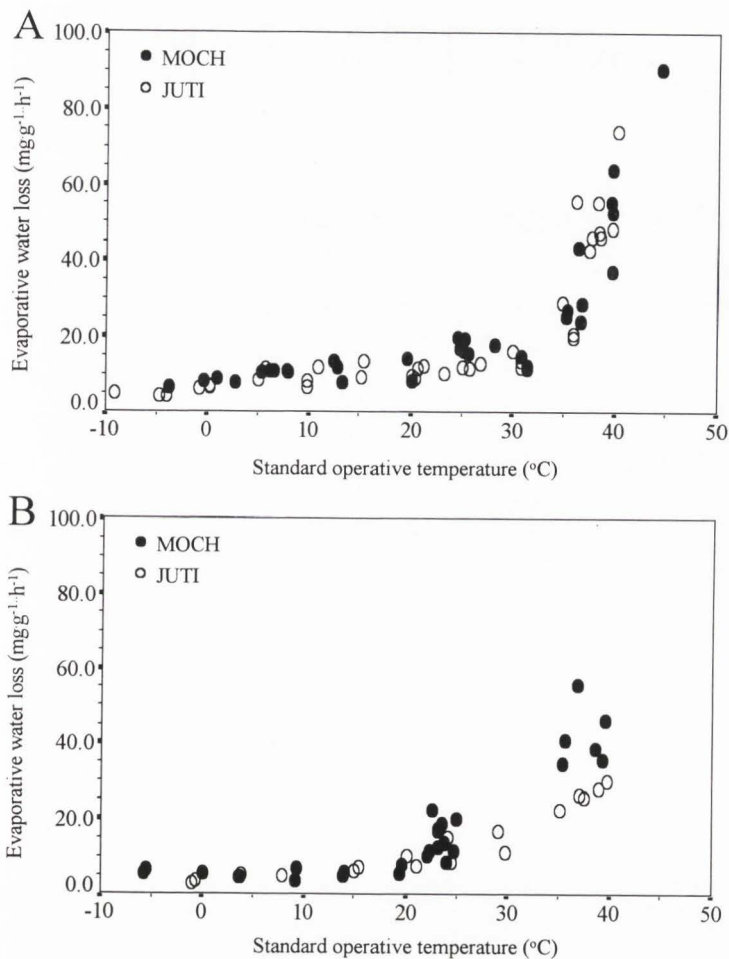 A
100.0
80.0
60.0
40.0
20.0
0.0
Evaporative water loss (mg·g-1·h-1)
MOCH
JUTI
-10 0 10 20 30 40 50
Standard operative temperature (oC)
B
100.0
80.0
60.0
40.0
20.0
0.0
Evaporative water loss (mg·g-1·h-1)
MOCH
JUTI
-10 0 10 20 30 40 50
Standard operative temperature (oC)